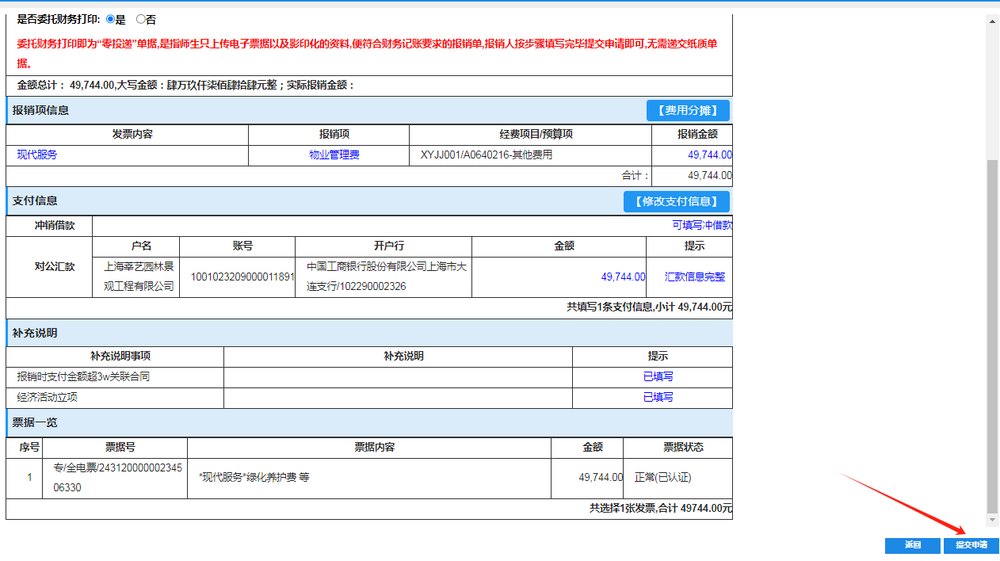 是否委托财务打印: 是 否
委托财务打印即为“零投递”单据,是指师生只上传电子票据以及影印化的资料,便符合财务记账要求的报销单,报销人按步骤填写完毕提交申请即可,无需递交纸质单
据。
金额总计： 49,744.00,大写金额：肆万玖仟柒佰肆拾肆元整；实际报销金额：
报销项信息 【费用分摊】
发票内容 报销项 经费项目/预算项 报销金额
现代服务 物业管理费 XYJJ001/A0640216-其他费用 49,744.00
合计： 49,744.00
支付信息 【修改支付信息】
冲销借款 可填写冲借款
对公汇款 户名 账号 开户行 金额 提示
上海莘艺园林景
观工程有限公司 1001023209000011891 中国工商银行股份有限公司上海市大
连支行/102290002326 49,744.00 汇款信息完整
共填写1条支付信息,小计 49,744.00元
补充说明
补充说明事项 补充说明 提示
报销时支付金额超3w关联合同 已填写
经济活动立项 已填写
票据一览
序号 票据号 票据内容 金额 票据状态
1 专/全电票/243120000002345
06330 *现代服务*绿化养护费 等 49,744.00 正常(已认证)
共选择1张发票,合计 49744.00元
返回 提交申请